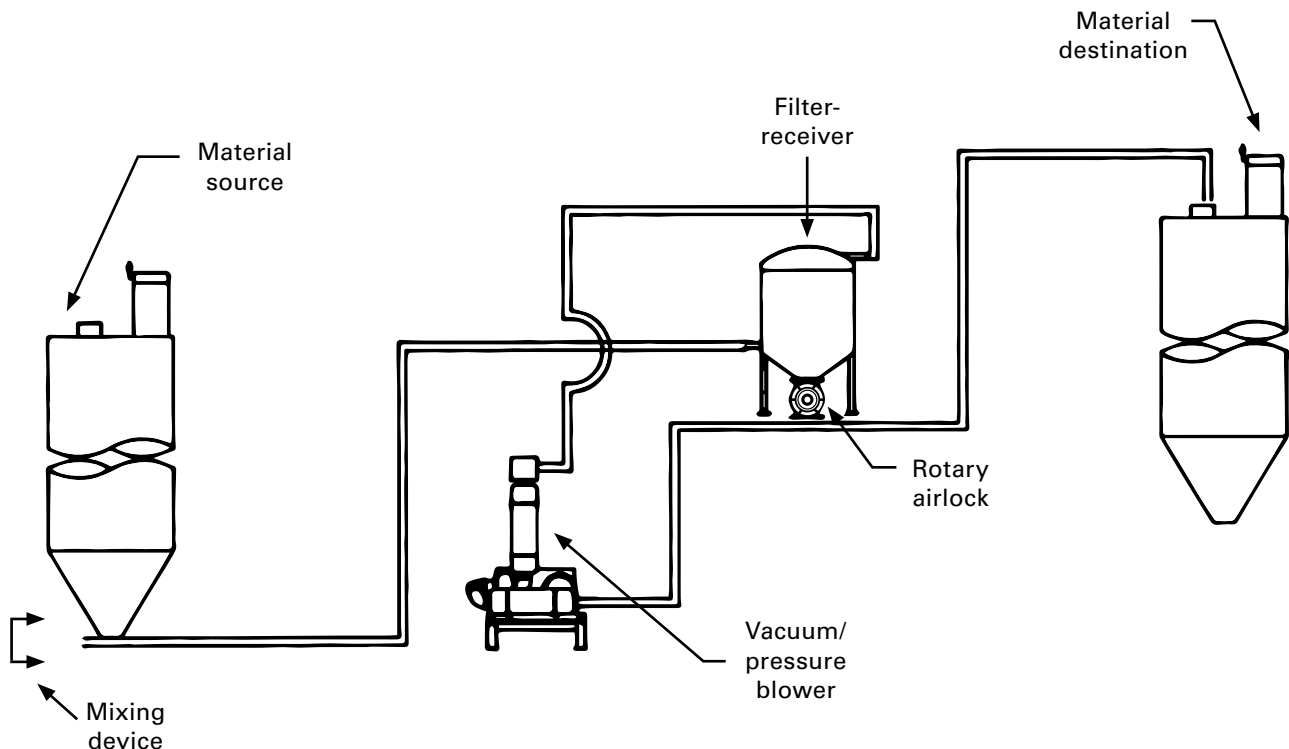 Material
destination
Filter-
receiver
Material
source
Rotary
airlock
Vacuum/
pressure
blower
Mixing
device